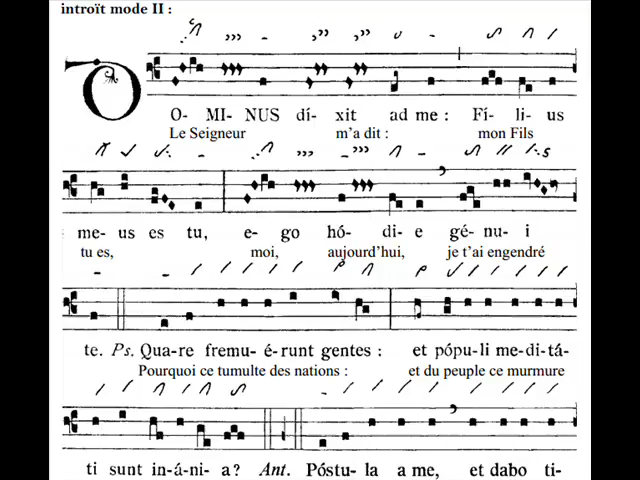 introït mode II :
DO- MI- NUS dí- xit ad me : Fí- li- us
Le Seigneur m'a dit : mon Fils
me- us es tu, e- go hó- di- e gé- nu- i
tu es, moi, aujourd'hui, je t'ai engendré
te. Ps. Qua-re fremu- é-runt gentes : et pópu-li me-di-tá-
Pourquoi ce tumulte des nations : et du peuple ce murmure
ti sunt in-á-ni- a? Ant. Póstu- la a me, et dabo ti-